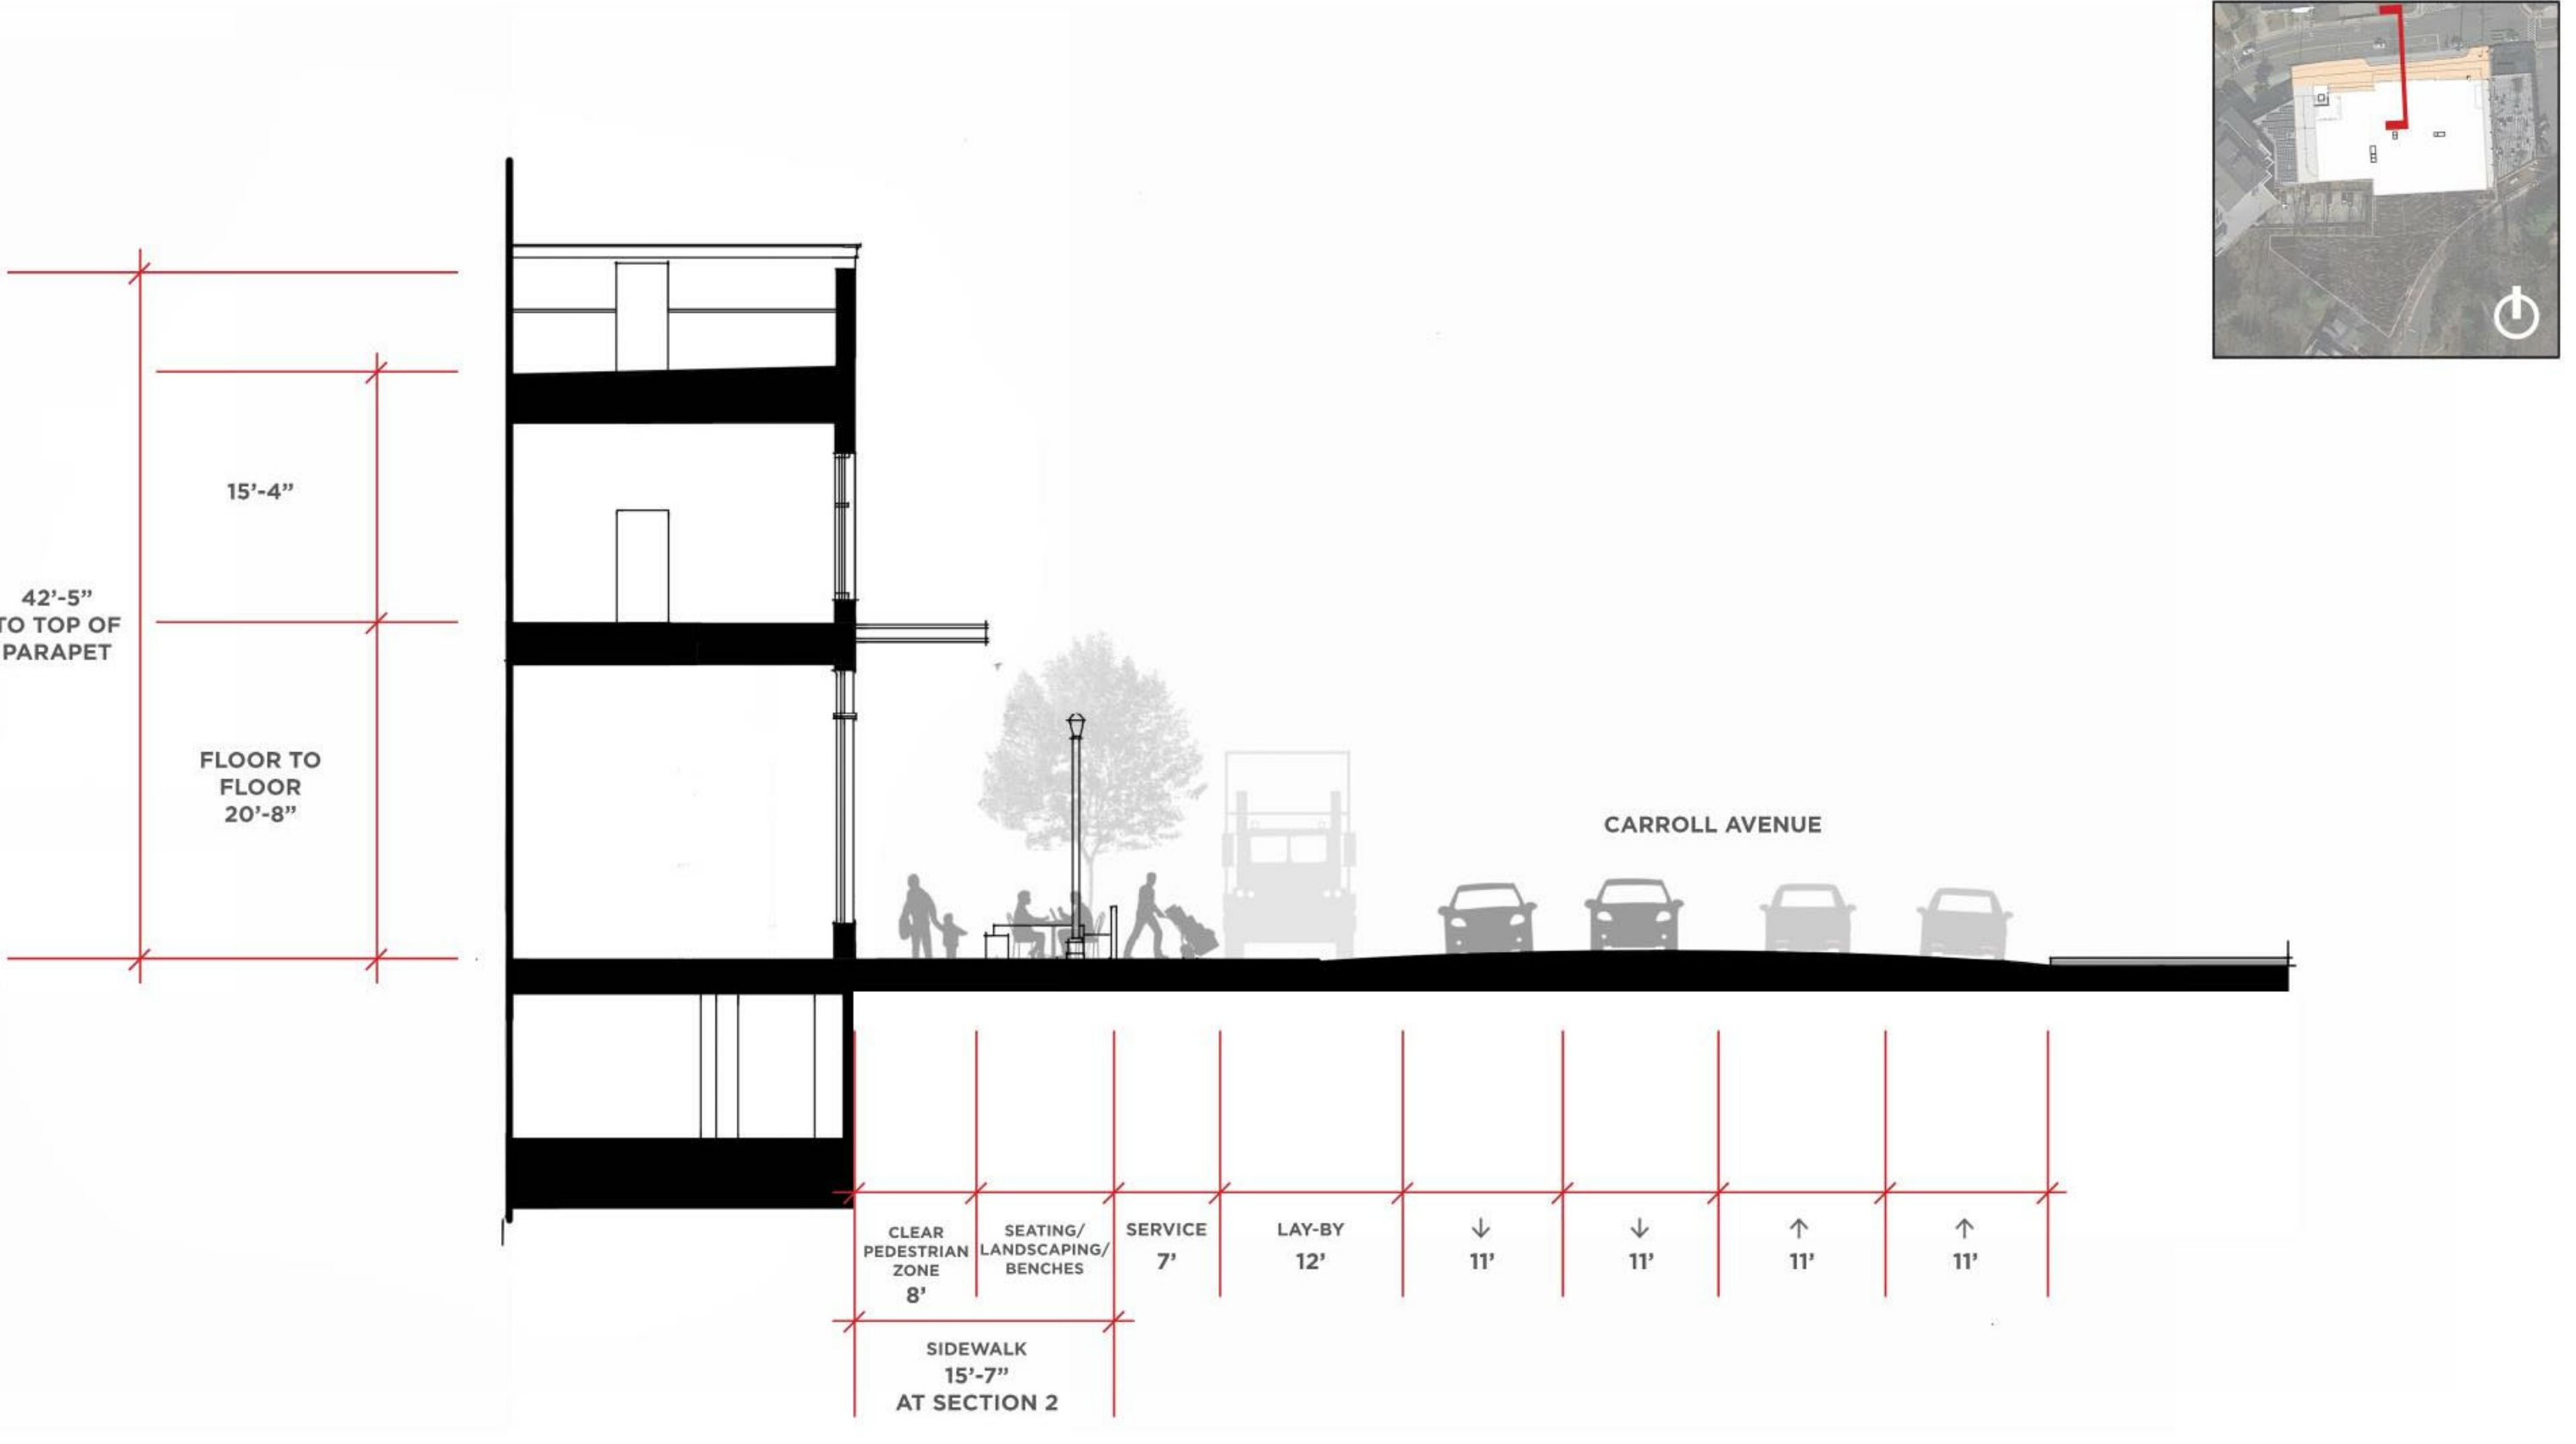 15’-4”
42’-5”
TO TOP OF
PARAPET
FLOOR TO
FLOOR
20’-8”
CARROLL AVENUE
CLEAR
PEDESTRIAN
ZONE
8'
SEATING/
LANDSCAPING/
BENCHES
SERVICE
7'
LAY-BY
12'
↓
11'
↓
11'
↑
11'
↑
11'
SIDEWALK
15’-7”
AT SECTION 2